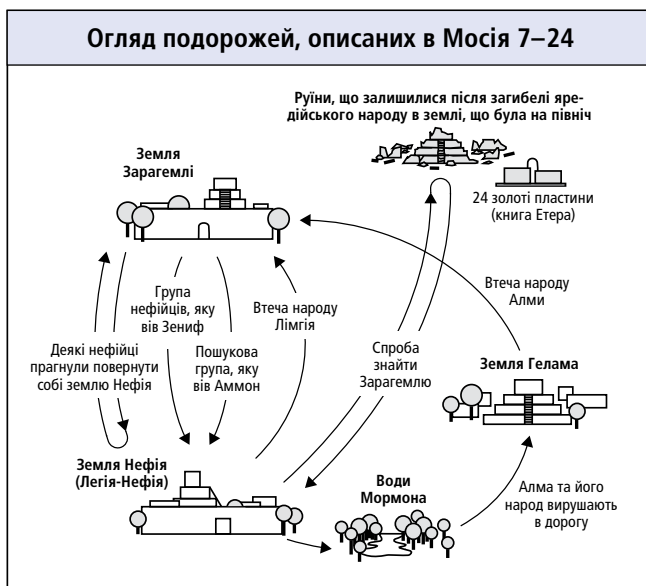 Огляд подорожей, описаних в Мосія 7–24
Руїни, що залишилися після загибелі яре-
дійського народу в землі, що була на північ
Земля
Зарагемлі
24 золоті пластини
(книга Етера)
Втеча народу
Алми
Група
нефійців, яку
вів Зениф
Втеча народу
Лімгія
Деякі нефійці
прагнули повернути
собі землю Нефія
Пошукова
група, яку
вів Аммон
Спроба
знайти
Зарагемлю
Земля Гелама
Земля Нефія
(Легія-Нефія)
Води
Мормона
Алма та його
народ вирушають
в дорогу